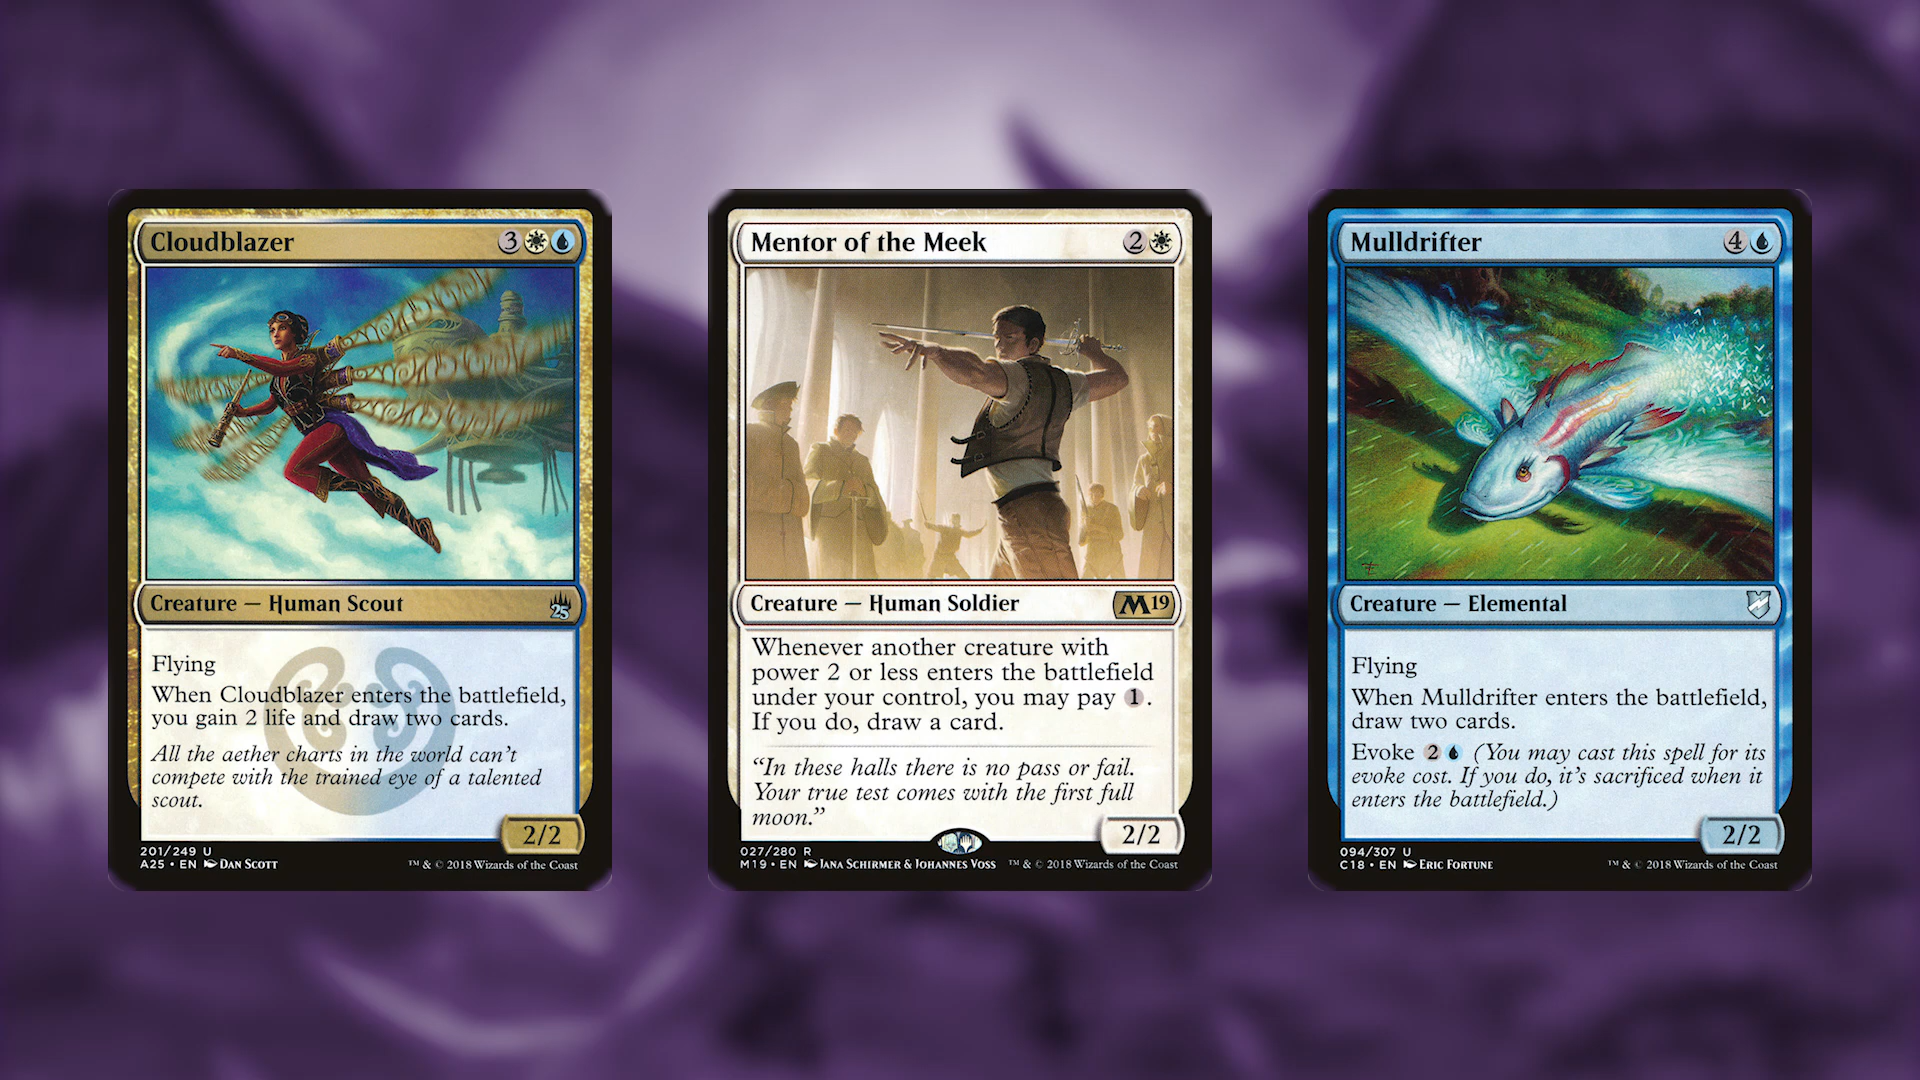 Cloudblazer
3
Creature — Human Scout
25
Flying
When Cloudblazer enters the battlefield,
you gain 2 life and draw two cards.
All the aether charts in the world can't
compete with the trained eye of a talented
scout.
2/2
201/249 U
A25 • EN Dan Scott
™ & © 2018 Wizards of the Coast
Mentor of the Meek
2
Creature — Human Soldier
M19
Whenever another creature with
power 2 or less enters the battlefield
under your control, you may pay 1.
If you do, draw a card.
"In these halls there is no pass or fail.
Your true test comes with the first full
moon."
2/2
027/280 R
M19 • EN Jana Schirmer & Johannes Voss
™ & © 2018 Wizards of the Coast
Mulldrifter
4
Creature — Elemental
Flying
When Mulldrifter enters the battlefield,
draw two cards.
Evoke 2 (You may cast this spell for its
evoke cost. If you do, it's sacrificed when it
enters the battlefield.)
2/2
094/307 U
C18 • EN Eric Fortune
™ & © 2018 Wizards of the Coast